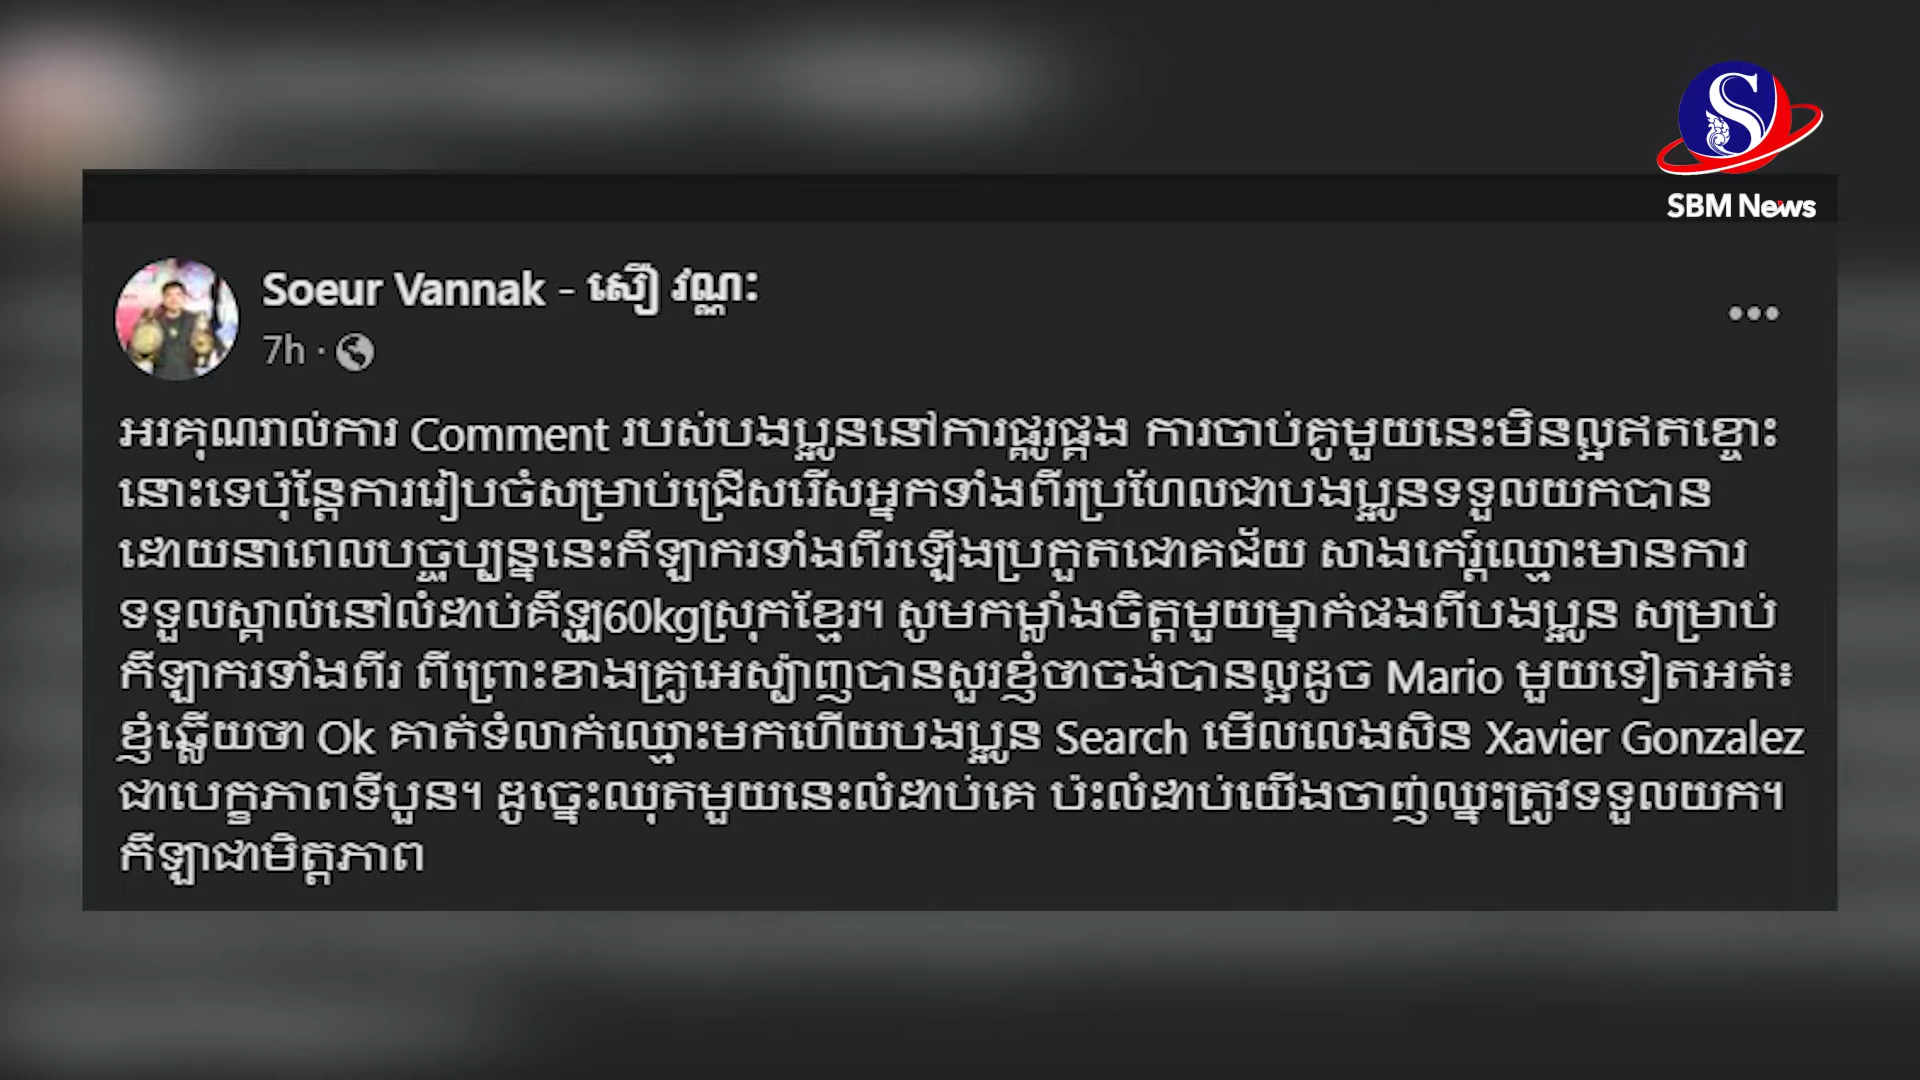 SBM News
Soeur Vannak - សឿ វណ្ណៈ
7h ·
អរគុណរាល់ការ Comment របស់បងប្អូននៅការផ្គូរផ្គង ការចាប់គូមួយនេះមិនល្អឥតខ្ចោះ
នោះទេប៉ុន្តែការរៀបចំសម្រាប់ជ្រើសរើសអ្នកទាំងពីរប្រហែលជាបងប្អូនទទួលយកបាន
ដោយនាពេលបច្ចុប្បន្ននេះកីឡាករទាំងពីរឡើងប្រកួតជោគជ័យ សាងកេរ្ត៍ឈ្មោះមានការ
ទទួលស្គាល់នៅលំដាប់គីឡូ60kgស្រុកខ្មែរ។ សូមកម្លាំងចិត្តមួយម្នាក់ផងពីបងប្អូន សម្រាប់
កីឡាករទាំងពីរ ពីព្រោះខាងគ្រូអេស្ប៉ាញបានសួរខ្ញុំថាចង់បានល្អដូច Mario មួយទៀតអត់៖
ខ្ញុំឆ្លើយថា Ok គាត់ទំលាក់ឈ្មោះមកហើយបងប្អូន Search មើលលេងសិន Xavier Gonzalez
ជាបេក្ខភាពទីបួន។ ដូច្នេះឈុតមួយនេះលំដាប់គេ ប៉ះលំដាប់យើងចាញ់ឈ្នះត្រូវទទួលយក។
កីឡាជាមិត្តភាព